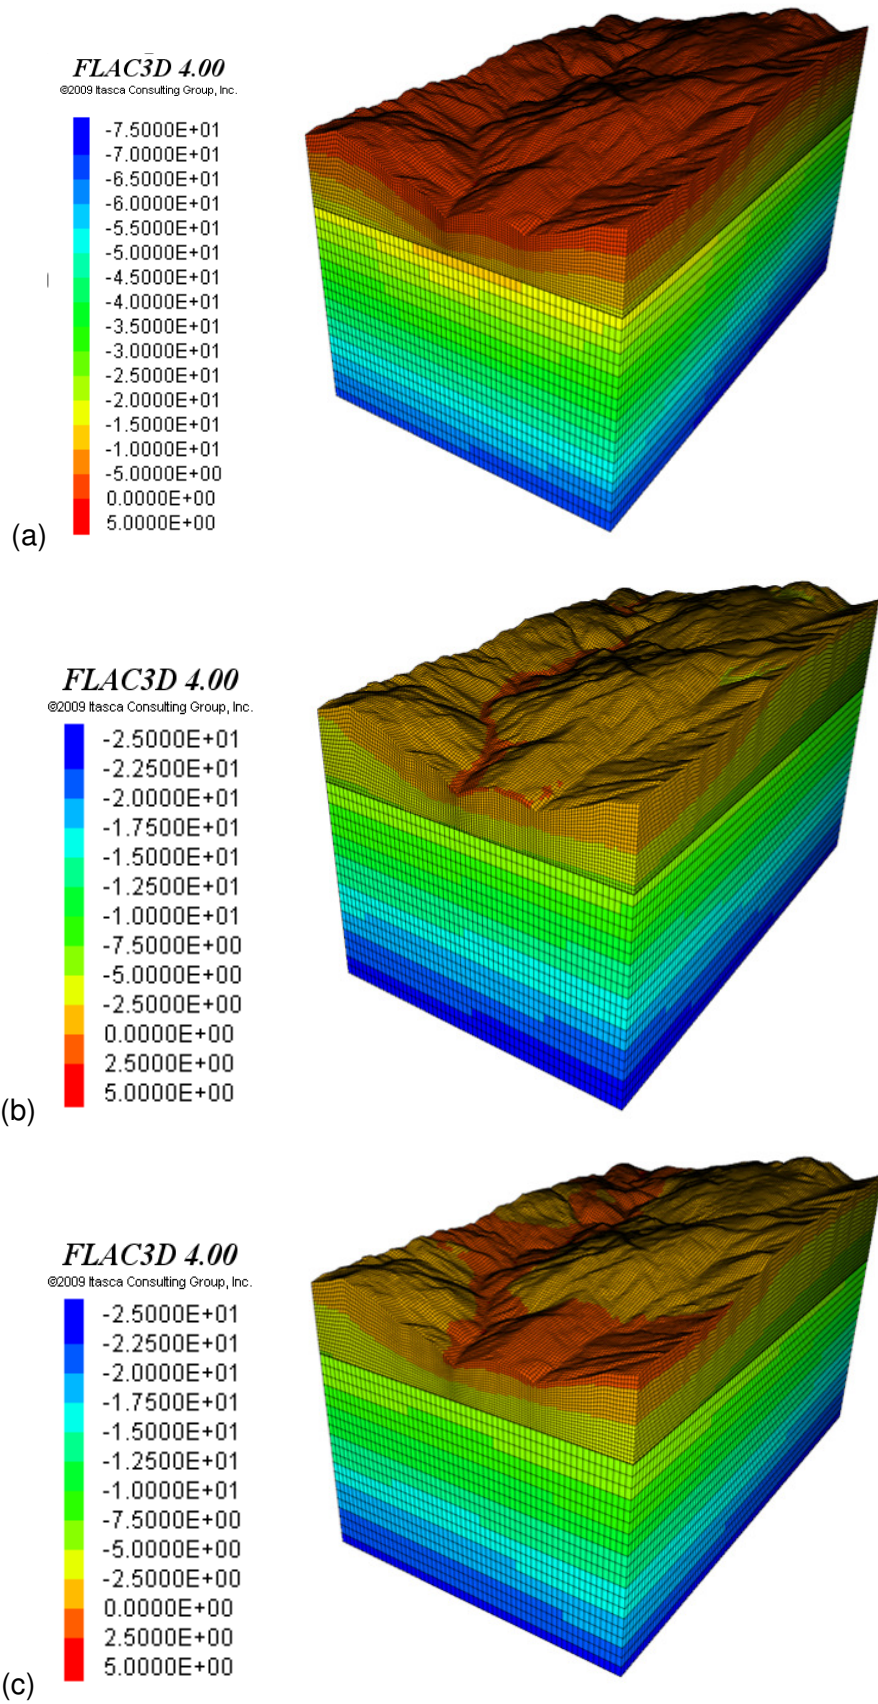 FLAC3D 4.00
©2009 Itasca Consulting Group, Inc.
-7.5000E+01
-7.0000E+01
-6.5000E+01
-6.0000E+01
-5.5000E+01
-5.0000E+01
-4.5000E+01
-4.0000E+01
-3.5000E+01
-3.0000E+01
-2.5000E+01
-2.0000E+01
-1.5000E+01
-1.0000E+01
-5.0000E+00
0.0000E+00
5.0000E+00
(a)
FLAC3D 4.00
©2009 Itasca Consulting Group, Inc.
-2.5000E+01
-2.2500E+01
-2.0000E+01
-1.7500E+01
-1.5000E+01
-1.2500E+01
-1.0000E+01
-7.5000E+00
-5.0000E+00
-2.5000E+00
0.0000E+00
2.5000E+00
5.0000E+00
(b)
FLAC3D 4.00
©2009 Itasca Consulting Group, Inc.
-2.5000E+01
-2.2500E+01
-2.0000E+01
-1.7500E+01
-1.5000E+01
-1.2500E+01
-1.0000E+01
-7.5000E+00
-5.0000E+00
-2.5000E+00
0.0000E+00
2.5000E+00
5.0000E+00
(c)